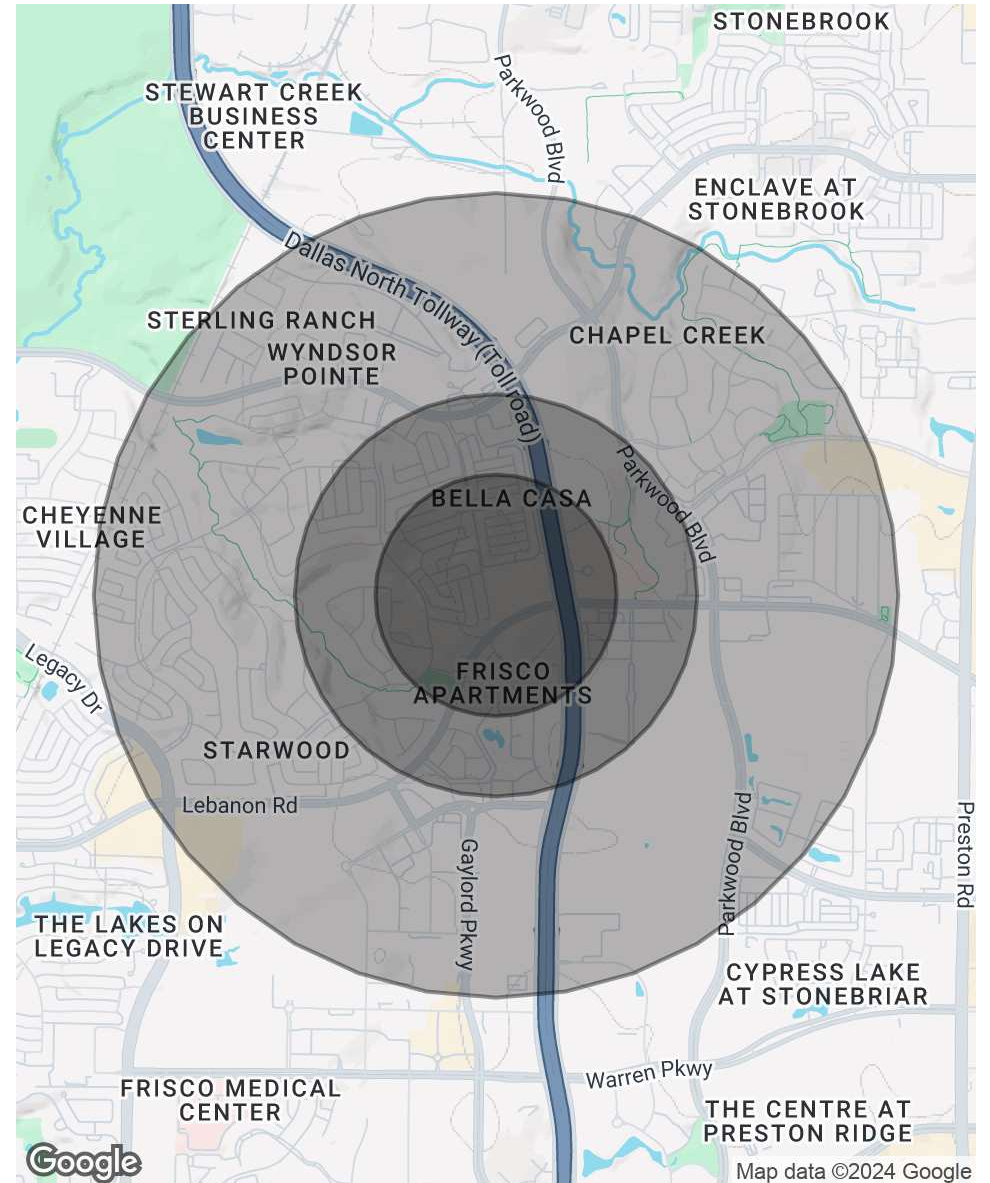 STONEBROOK
Parkwood Blvd
STEWART CREEK
BUSINESS
CENTER
ENCLAVE AT
STONEBROOK
Dallas North Tollway (Tollroad)
STERLING RANCH
WYNDSOR
POINTE
CHAPEL CREEK
Parkwood Blvd
BELLA CASA
CHEYENNE
VILLAGE
Legacy Dr
FRISCO
APARTMENTS
STARWOOD
Lebanon Rd
Gaylord Pkwy
Parkwood Blvd
Preston Rd
THE LAKES ON
LEGACY DRIVE
CYPRESS LAKE
AT STONEBRIAR
Warren Pkwy
FRISCO MEDICAL
CENTER
THE CENTRE AT
PRESTON RIDGE
Google
Map data ©2024 Google